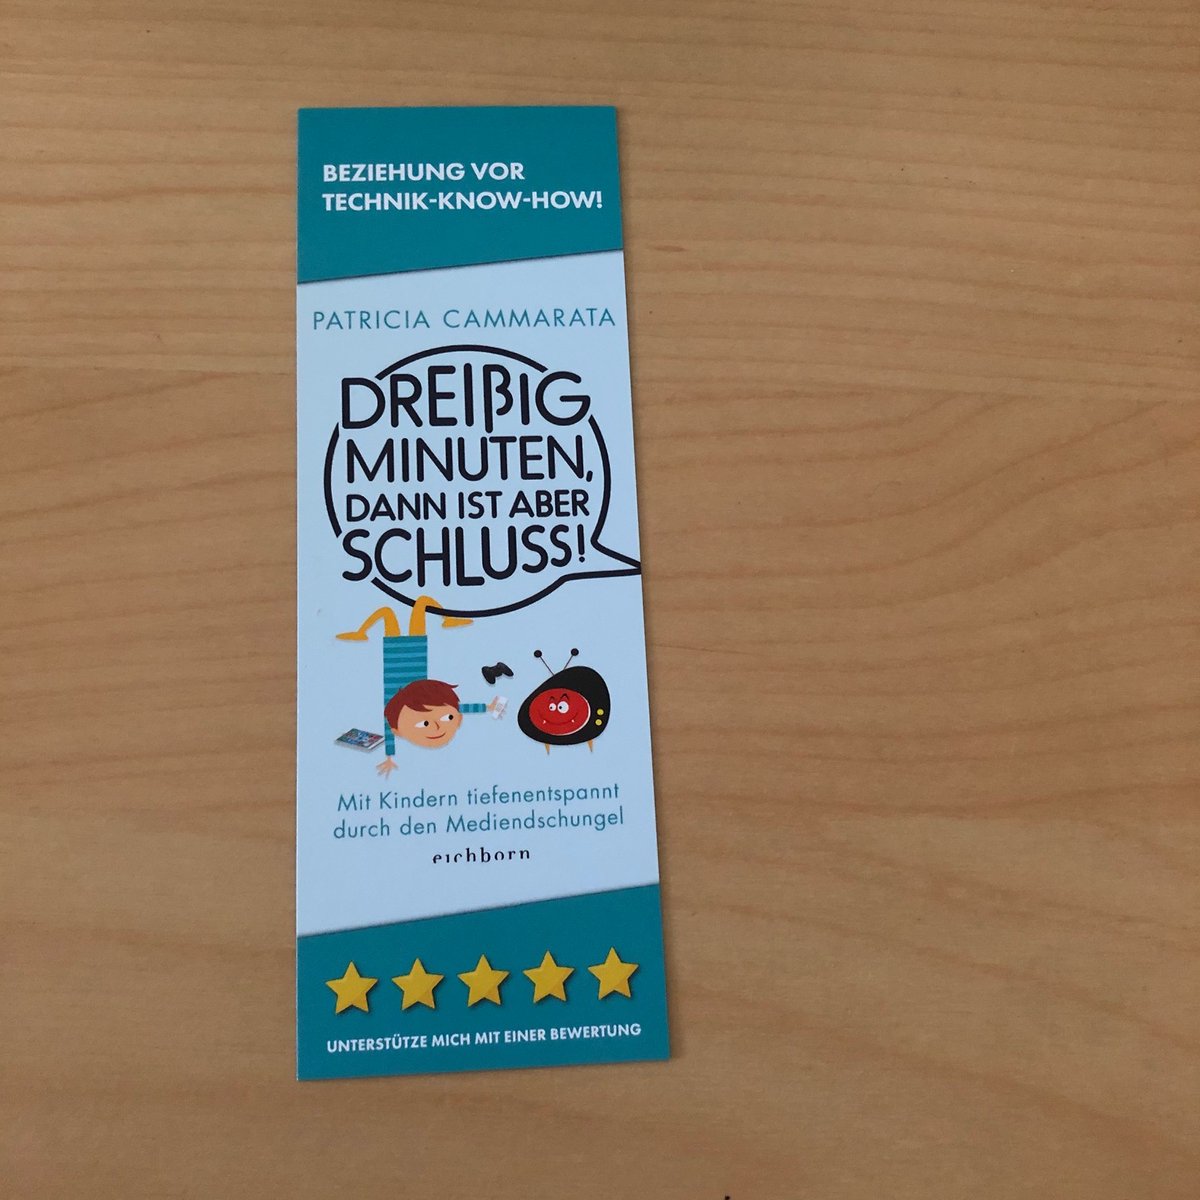 BEZIEHUNG VOR
TECHNIK-KNOW-HOW!
PATRICIA CAMMARATA
DREIßIG
MINUTEN,
DANN IST ABER
SCHLUSS!
Mit Kindern tiefenentspannt
durch den Mediendschungel
eichborn
UNTERSTÜTZE MICH MIT EINER BEWERTUNG